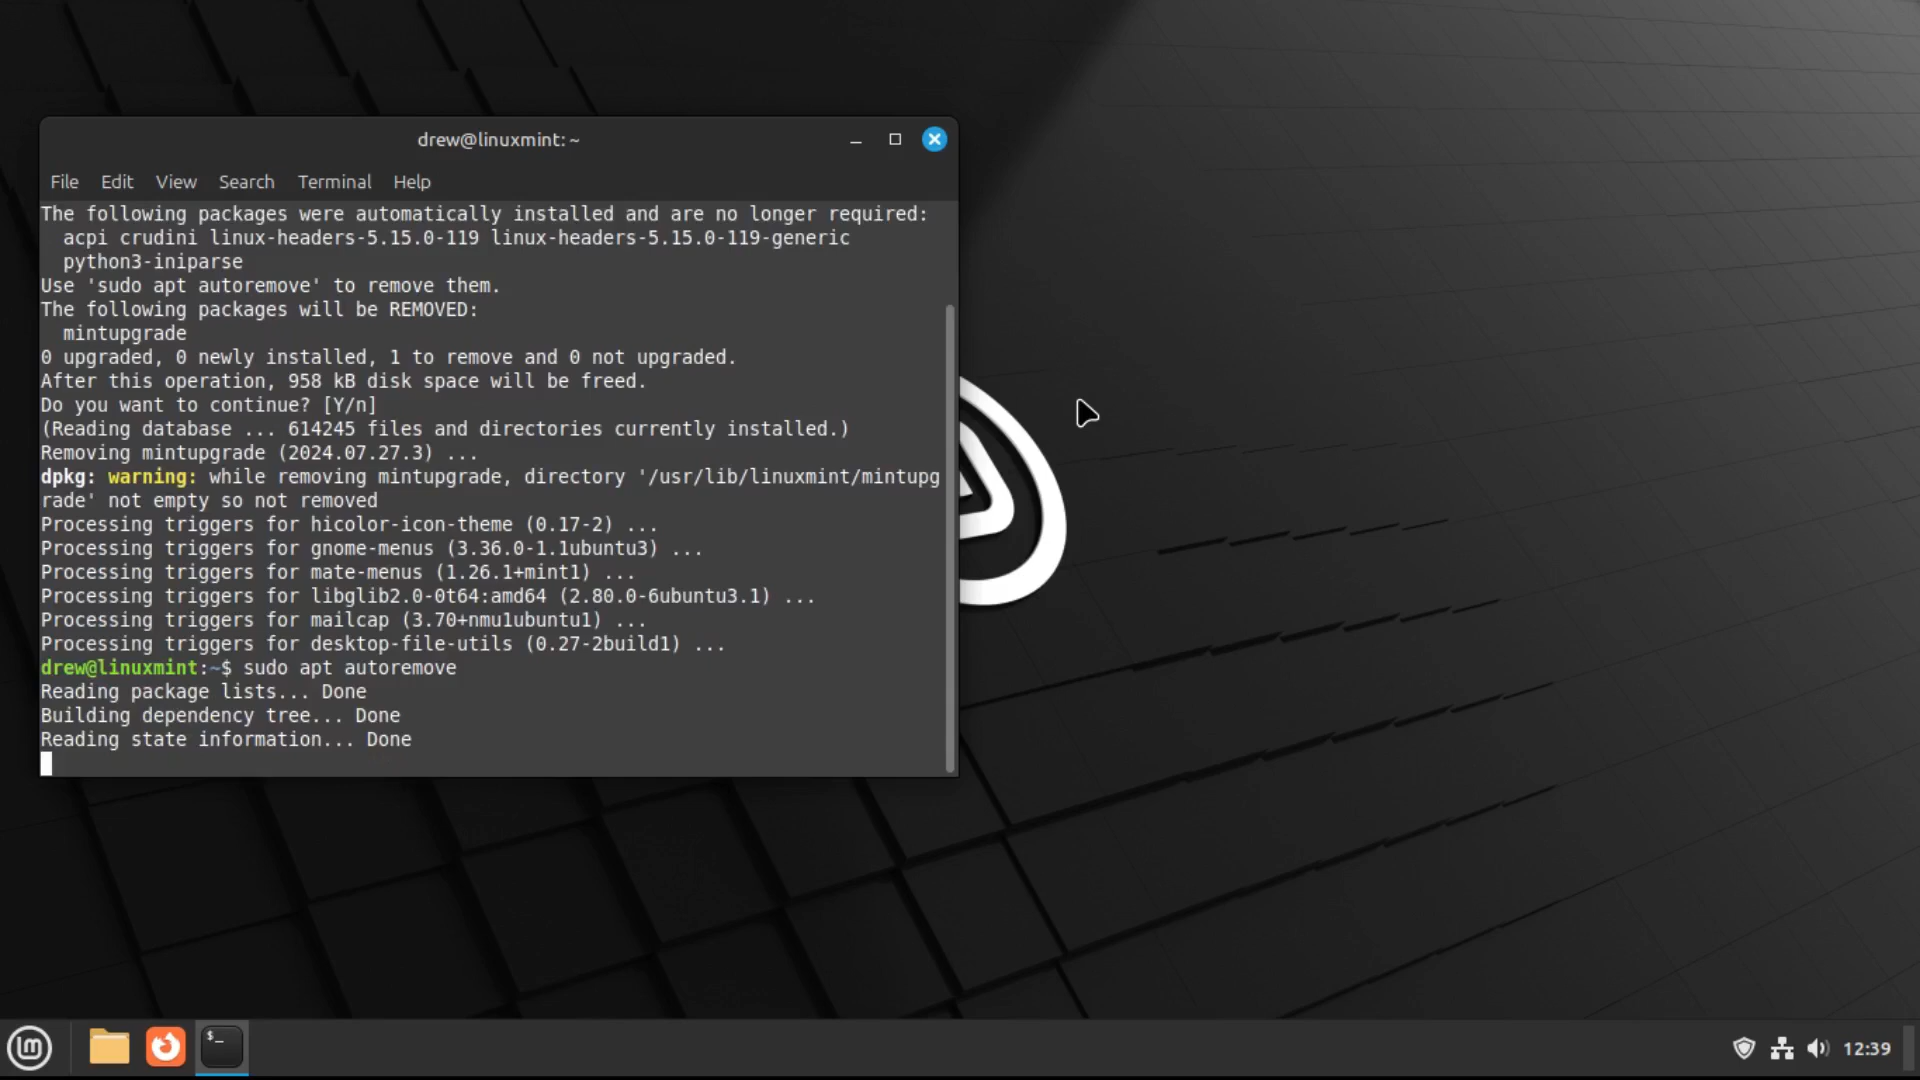 drew@linuxmint: ~
File Edit View Search Terminal Help
The following packages were automatically installed and are no longer required:
  acpi crudini linux-headers-5.15.0-119 linux-headers-5.15.0-119-generic
  python3-iniparse
Use 'sudo apt autoremove' to remove them.
The following packages will be REMOVED:
  mintupgrade
0 upgraded, 0 newly installed, 1 to remove and 0 not upgraded.
After this operation, 958 kB disk space will be freed.
Do you want to continue? [Y/n]
(Reading database ... 614245 files and directories currently installed.)
Removing mintupgrade (2024.07.27.3) ...
dpkg: warning: while removing mintupgrade, directory '/usr/lib/linuxmint/mintupg
rade' not empty so not removed
Processing triggers for hicolor-icon-theme (0.17-2) ...
Processing triggers for gnome-menus (3.36.0-1.1ubuntu3) ...
Processing triggers for mate-menus (1.26.1+mint1) ...
Processing triggers for libglib2.0-0t64:amd64 (2.80.0-6ubuntu3.1) ...
Processing triggers for mailcap (3.70+nmu1ubuntu1) ...
Processing triggers for desktop-file-utils (0.27-2build1) ...
drew@linuxmint:~$ sudo apt autoremove
Reading package lists... Done
Building dependency tree... Done
Reading state information... Done
$_
12:39